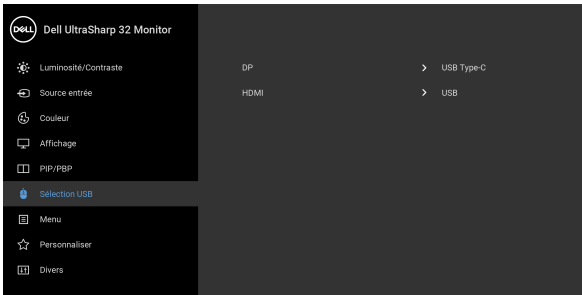 DELL Dell UltraSharp 32 Monitor
Luminosité/Contraste
DP > USB Type-C
Source entrée
HDMI > USB
Couleur
Affichage
PIP/PBP
Sélection USB
Menu
Personnaliser
Divers